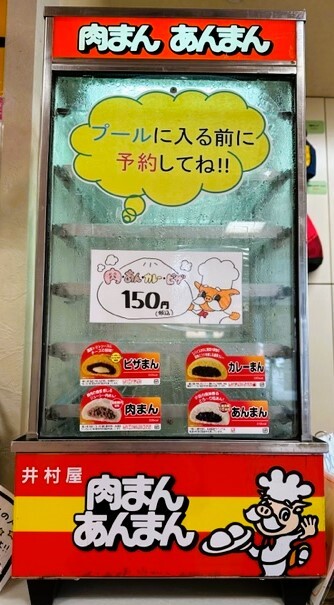 肉まん あんまん
プールに入る前に
予約してね!!
肉・あん・カレー・ピザ
150円
(税込)
ピザまん
カレーまん
肉まん
あんまん
井村屋
肉まん
あんまん